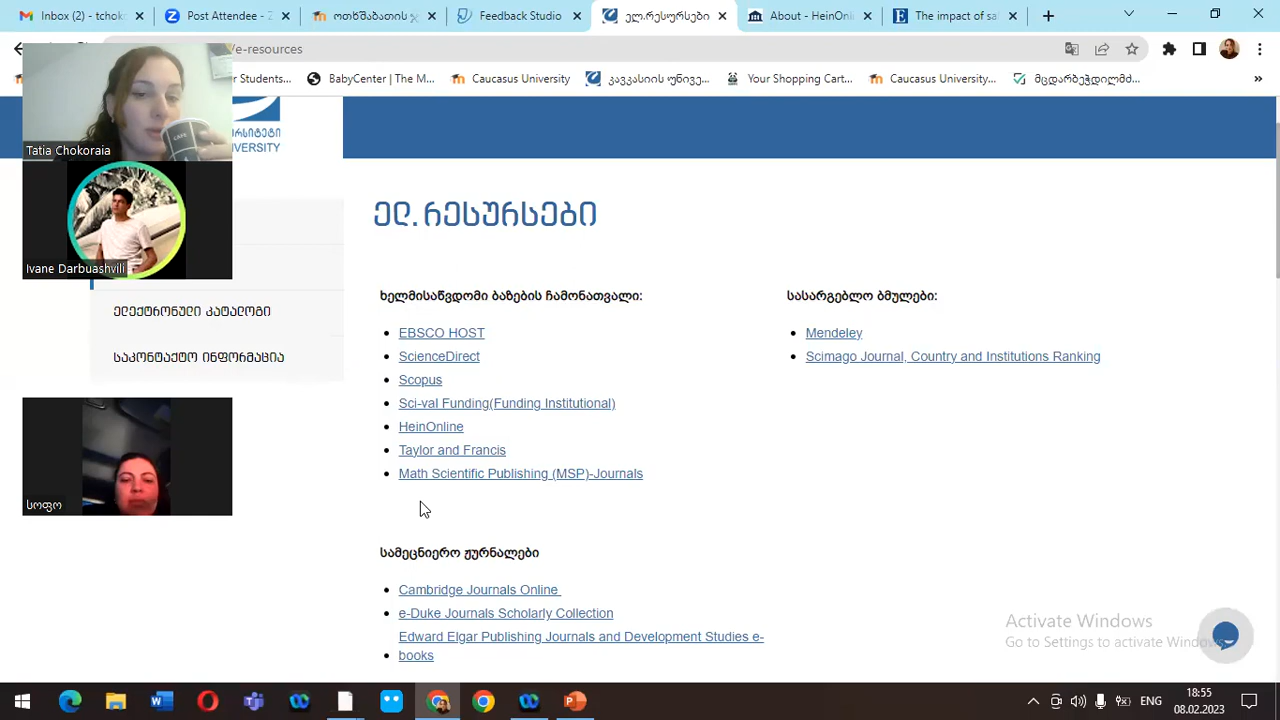 Inbox (2) - tchok
Post Attendee - Z
ოთხშაბათის
Feedback Studio
ელ.რესურსები
About - HeinOnli
The impact of sa
/e-resources
r Students...
BabyCenter | The M...
Caucasus University
კავკასიის უნივე...
Your Shopping Cart...
Caucasus University...
მცდარბეჭდილმძ...
»
CAFE
Tatia Chokoraia
ᲔᲠᲡᲘᲢᲔᲢᲘ
VERSITY
Ivane Darbuashvili
ელექტრონული კატალოგი
საკონტაქტო ინფორმაცია
სოფო
ელ.რესურსები
ხელმისაწვდომი ბაზების ჩამონათვალი:
EBSCO HOST
ScienceDirect
Scopus
Sci-val Funding(Funding Institutional)
HeinOnline
Taylor and Francis
Math Scientific Publishing (MSP)-Journals
სასარგებლო ბმულები:
Mendeley
Scimago Journal, Country and Institutions Ranking
სამეცნიერო ჟურნალები
Cambridge Journals Online
e-Duke Journals Scholarly Collection
Edward Elgar Publishing Journals and Development Studies e-
books
Activate Windows
Go to Settings to activate Windows.
ENG
18:55
08.02.2023